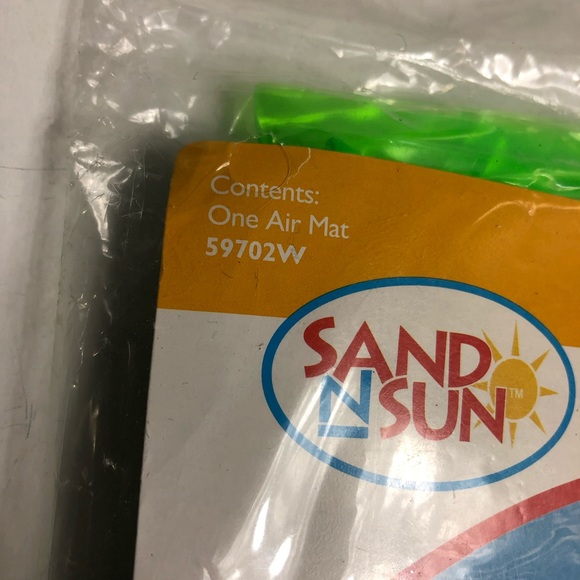 Contents:
One Air Mat
59702W
SAND
N SUN TM